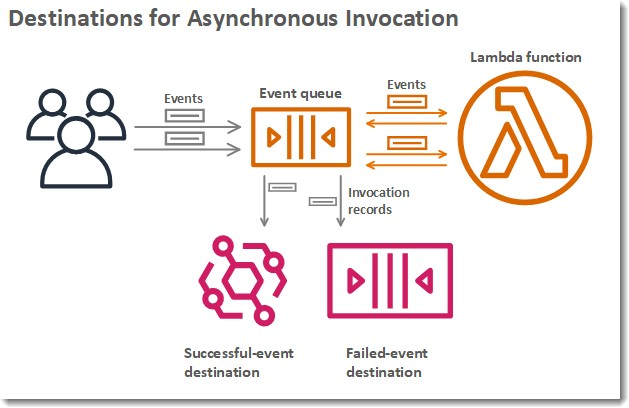 Destinations for Asynchronous Invocation
Lambda function
Events
Event queue
Events
Invocation
records
Successful-event
destination
Failed-event
destination